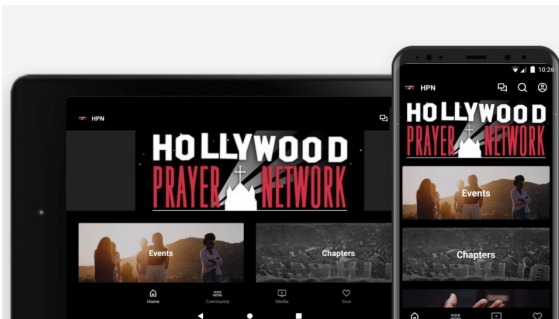 HPN
HOLLYWOOD
PRAYER NETWORK
Events
Chapters
Home
Community
Media
Give
10:26
HPN
HOLLYWOOD
PRAYER NETWORK
Events
Chapters